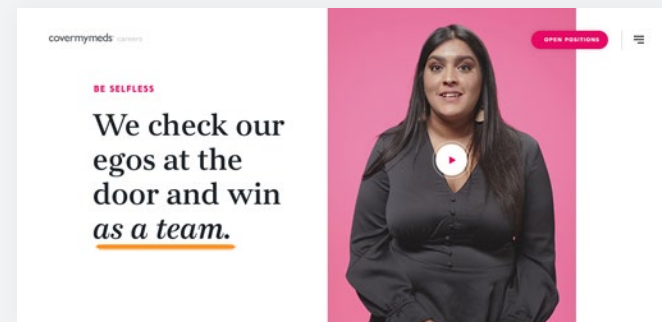 covermymeds careers
OPEN POSITIONS
BE SELFLESS
We check our
egos at the
door and win
as a team.